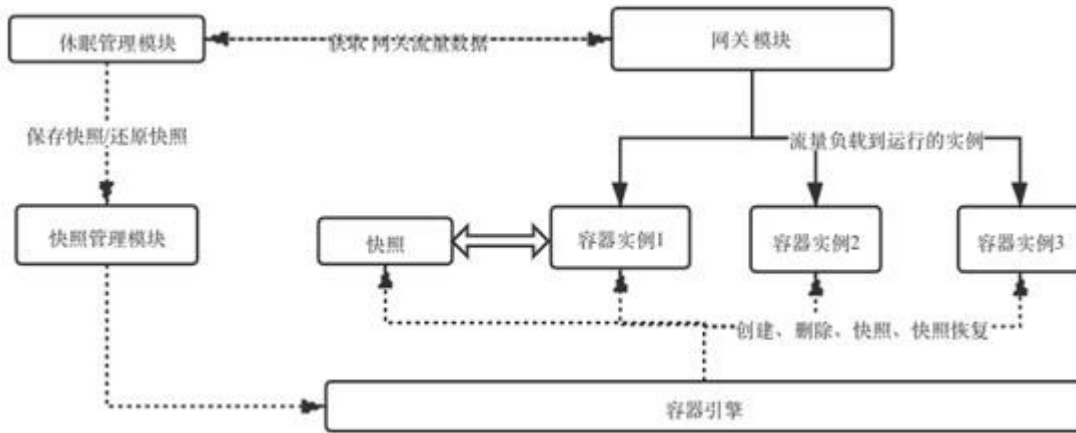 休眠管理模块
获取 网关流量数据
网关 模块
保存快照/还原快照
流量负载到运行的实例
快照管理模块
快照
容器实例1
容器实例2
容器实例3
创建、删除、快照、快照恢复
容器引擎